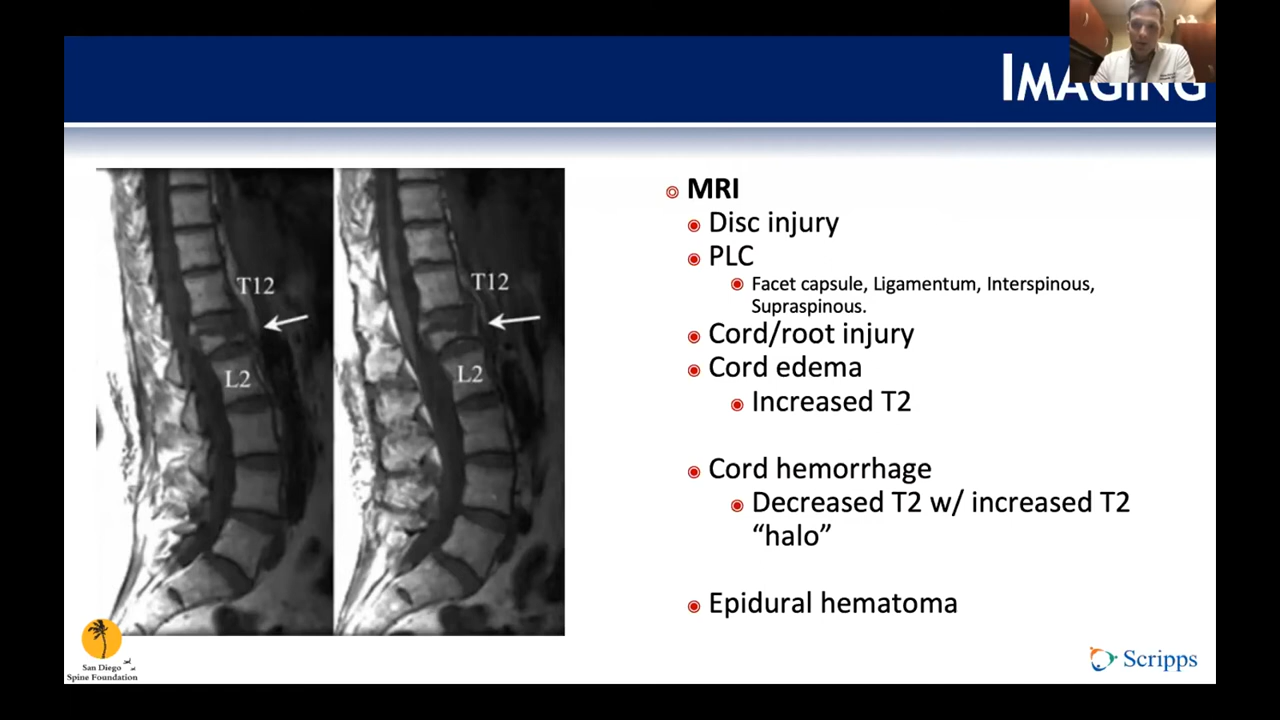 IMAGING
MRI
Disc injury
PLC
Facet capsule, Ligamentum, Interspinous,
Supraspinous.
Cord/root injury
Cord edema
Increased T2
Cord hemorrhage
Decreased T2 w/ increased T2
“halo”
Epidural hematoma
T12
L2
T12
L2
San Diego
Spine Foundation
Scripps